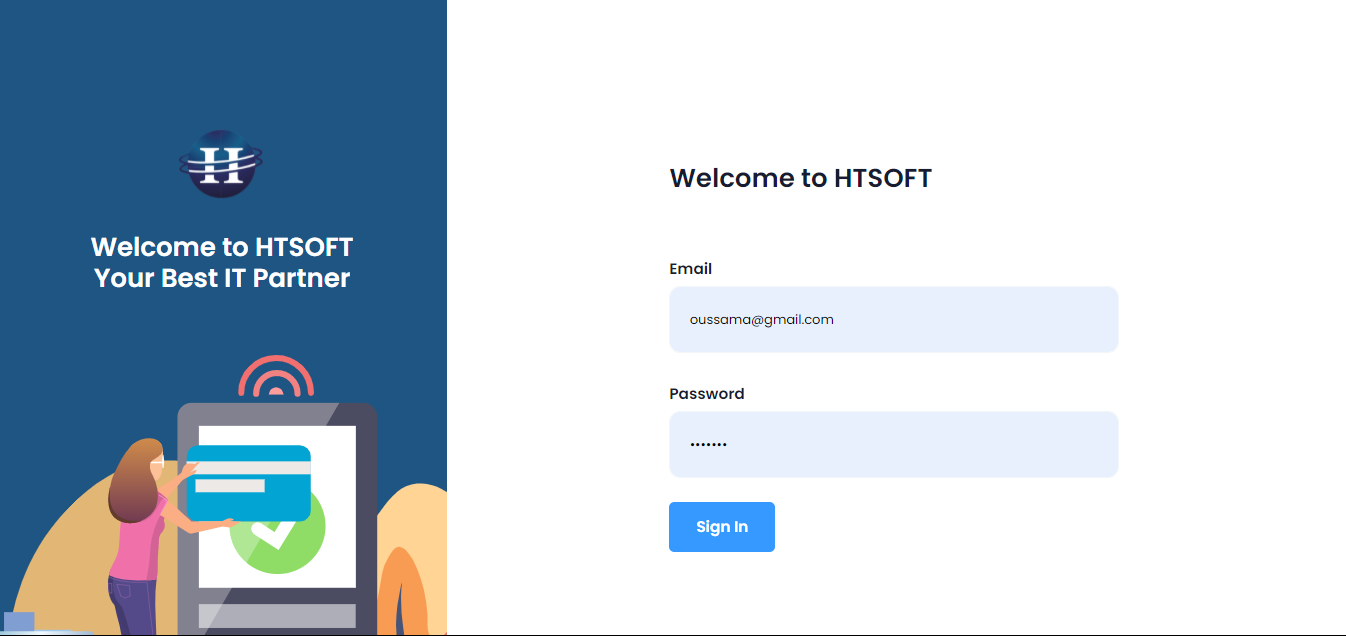 H
Welcome to HTSOFT
Your Best IT Partner
Welcome to HTSOFT
Email
oussama@gmail.com
Password
•••••••
Sign In